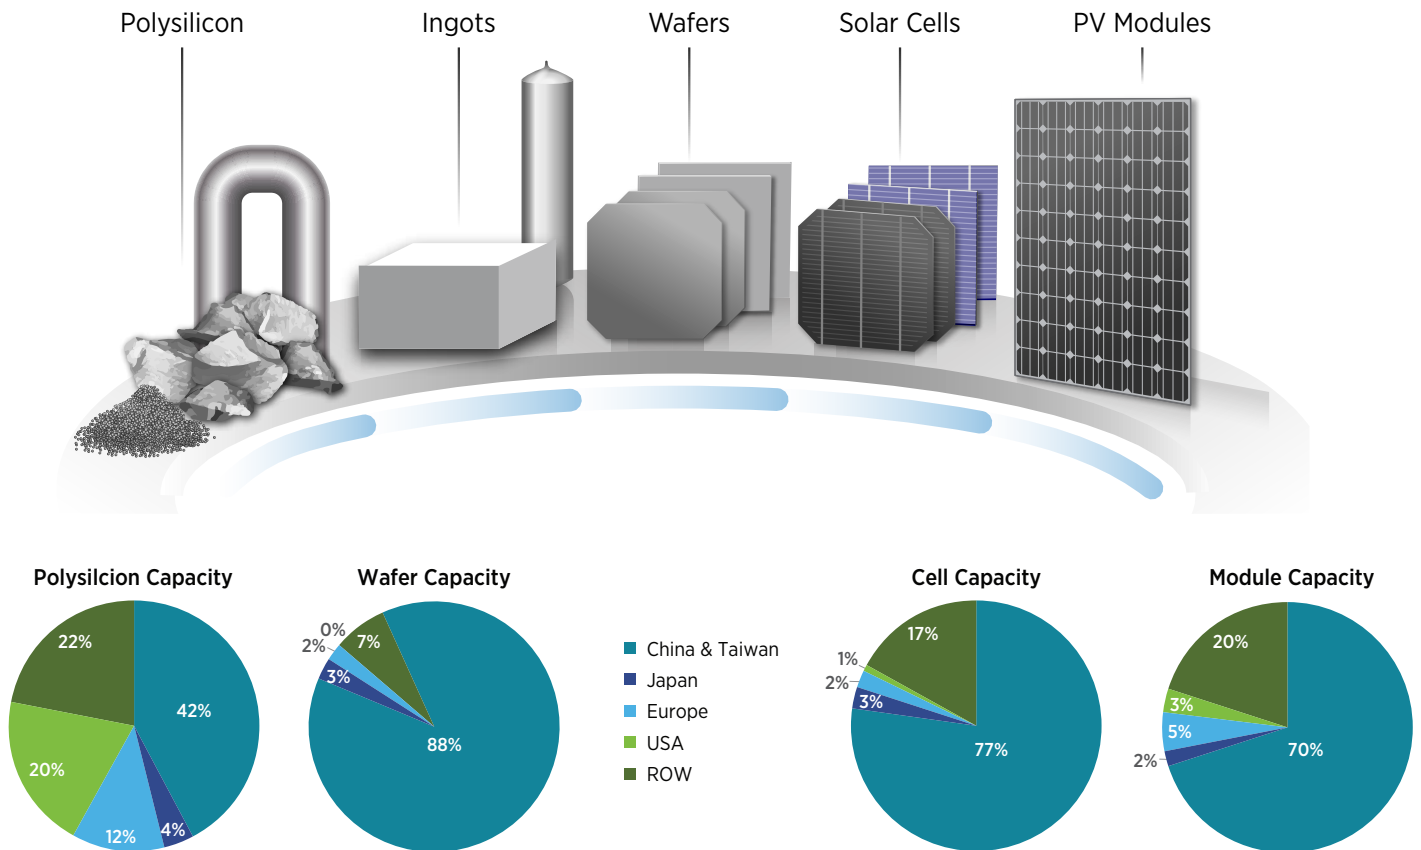 Polysilicon
Ingots
Wafers
Solar Cells
PV Modules
Polysilcion Capacity
22%
42%
20%
12%
4%
Wafer Capacity
0%
2%
7%
3%
88%
China & Taiwan
Japan
Europe
USA
ROW
Cell Capacity
17%
1%
2%
3%
77%
Module Capacity
20%
3%
5%
2%
70%